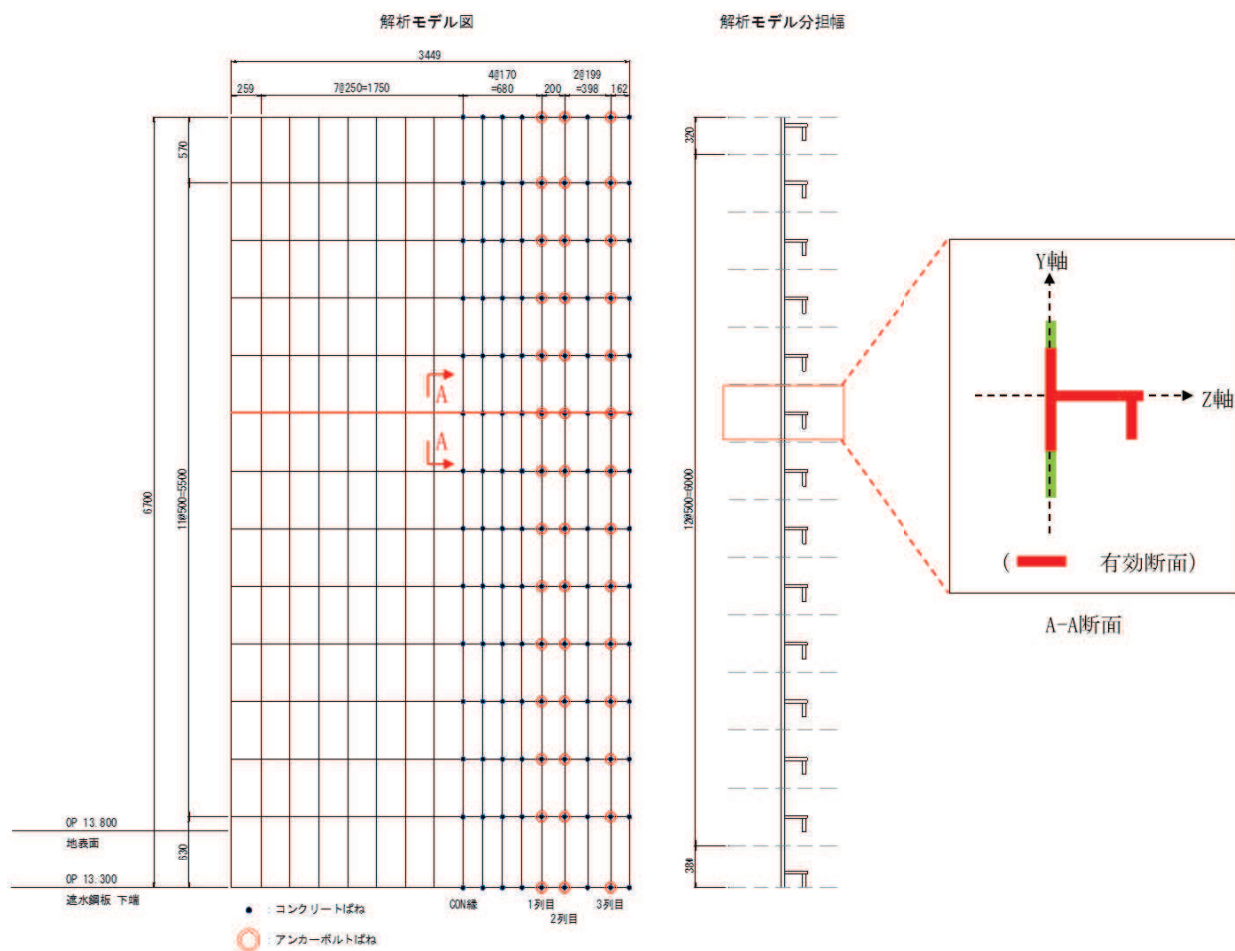 解析モデル図
解析モデル分担幅
3449
4@170
2@199
259
7@250=1750
=680
200
=398
162
570
320
6700
11@500=5500
12@500=6000
A
A
Y軸
Z軸
( 有効断面)
A-A断面
OP 13.800
地表面
630
380
OP 13.300
遮水鋼板 下端
CON縁
1列目
3列目
2列目
: コンクリートばね
: アンカーボルトばね